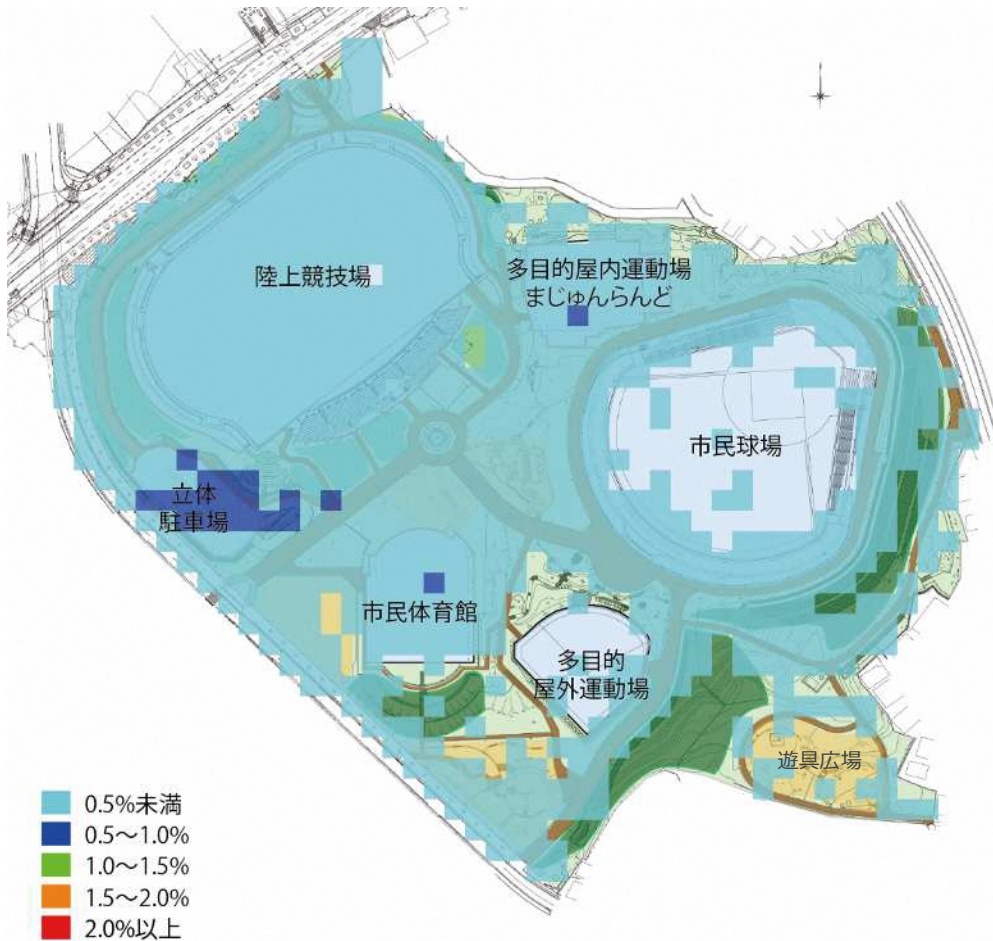 陸上競技場
多目的屋内運動場
まじゅんらんど
市民球場
立体
駐車場
市民体育館
多目的
屋外運動場
遊具広場
0.5%未満
0.5〜1.0%
1.0〜1.5%
1.5〜2.0%
2.0%以上